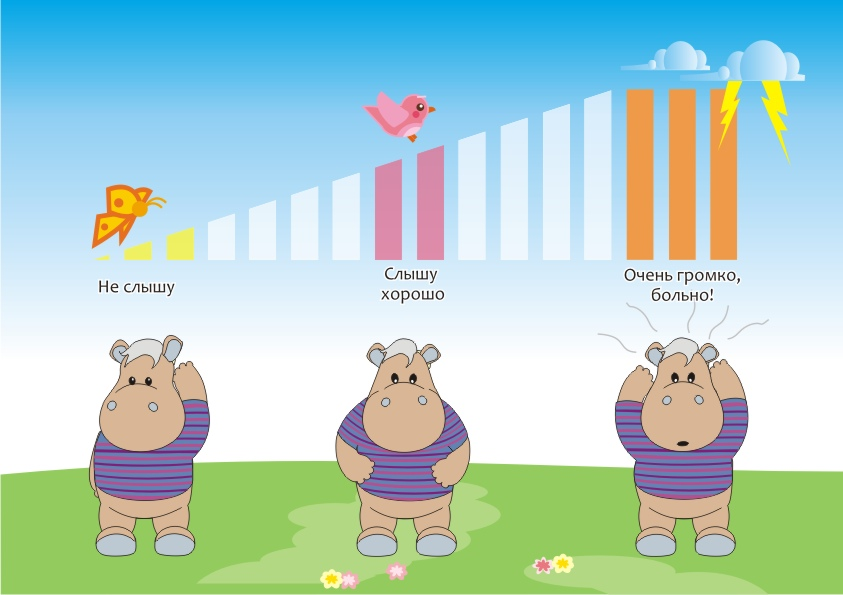 Не слышу
Слышу
хорошо
Очень громко,
больно!